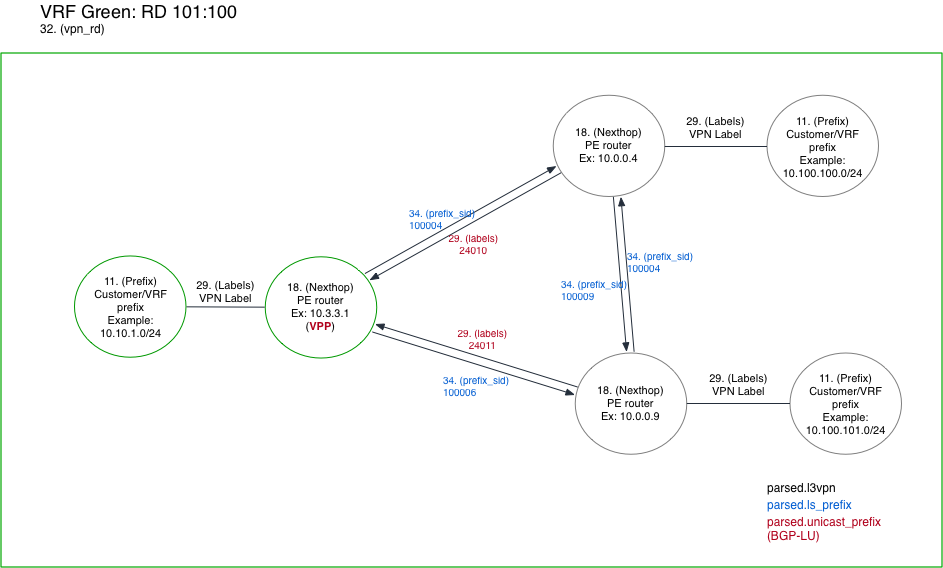 VRF Green: RD 101:100
32. (vpn_rd)
18. (Nexthop)
PE router
Ex: 10.0.0.4
29. (Labels)
VPN Label
11. (Prefix)
Customer/VRF
prefix
Example:
10.100.100.0/24
34. (prefix_sid)
100004
29. (labels)
24010
34. (prefix_sid)
100004
34. (prefix_sid)
100009
11. (Prefix)
Customer/VRF
prefix
Example:
10.10.1.0/24
29. (Labels)
VPN Label
18. (Nexthop)
PE router
Ex: 10.3.3.1
(VPP)
29. (labels)
24011
34. (prefix_sid)
100006
18. (Nexthop)
PE router
Ex: 10.0.0.9
29. (Labels)
VPN Label
11. (Prefix)
Customer/VRF
prefix
Example:
10.100.101.0/24
parsed.l3vpn
parsed.ls_prefix
parsed.unicast_prefix
(BGP-LU)